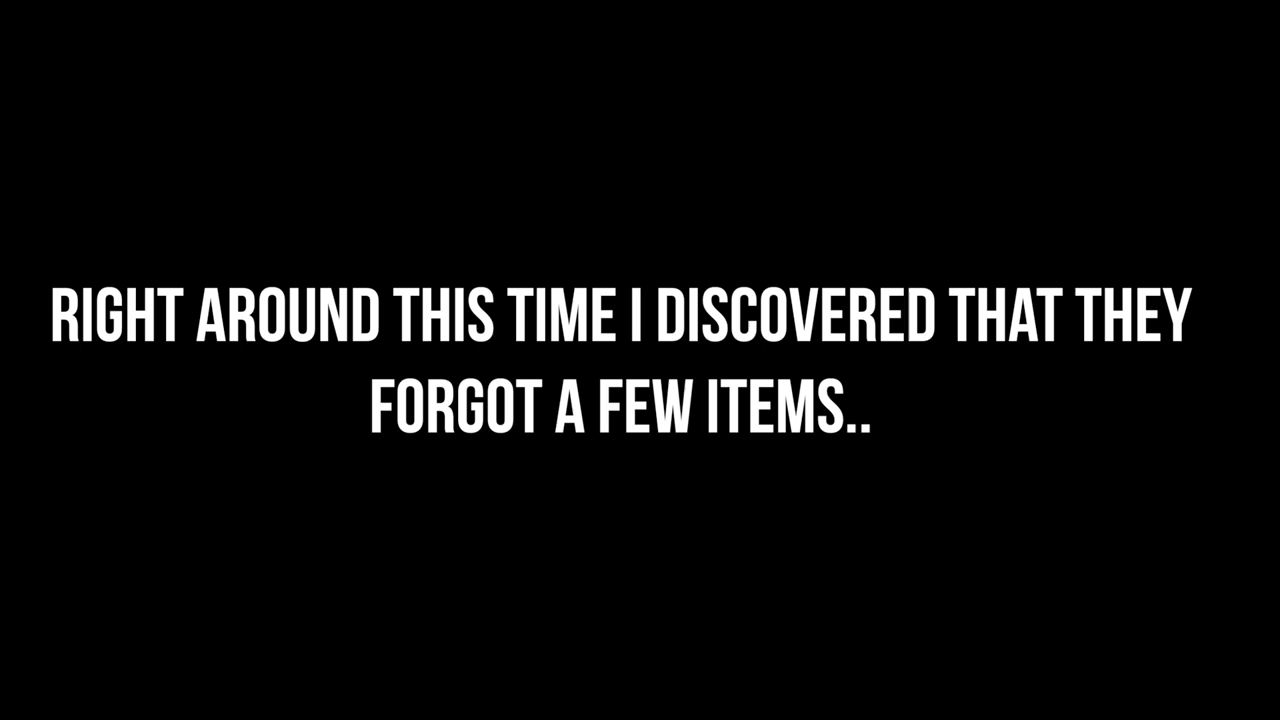 RIGHT AROUND THIS TIME I DISCOVERED THAT THEY
FORGOT A FEW ITEMS..